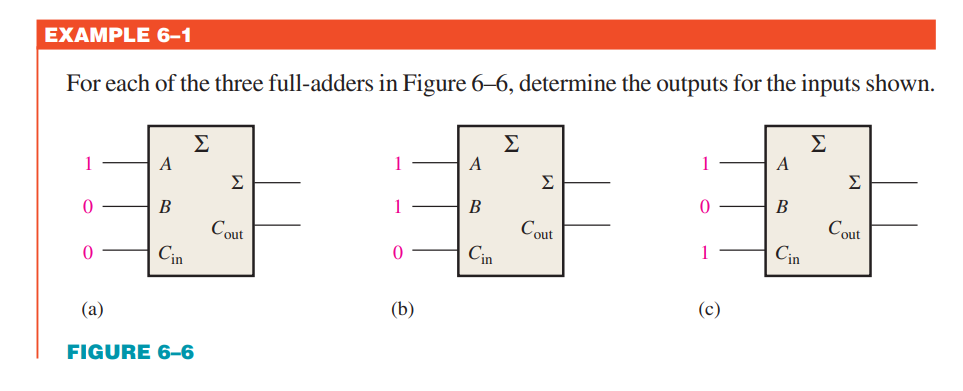 EXAMPLE 6–1
For each of the three full-adders in Figure 6–6, determine the outputs for the inputs shown.
Σ Σ Σ
1 A 1 A 1 A
Σ Σ Σ
0 B 1 B 0 B
Cout Cout Cout
0 Cin 0 Cin 1 Cin
(a) (b) (c)
FIGURE 6–6